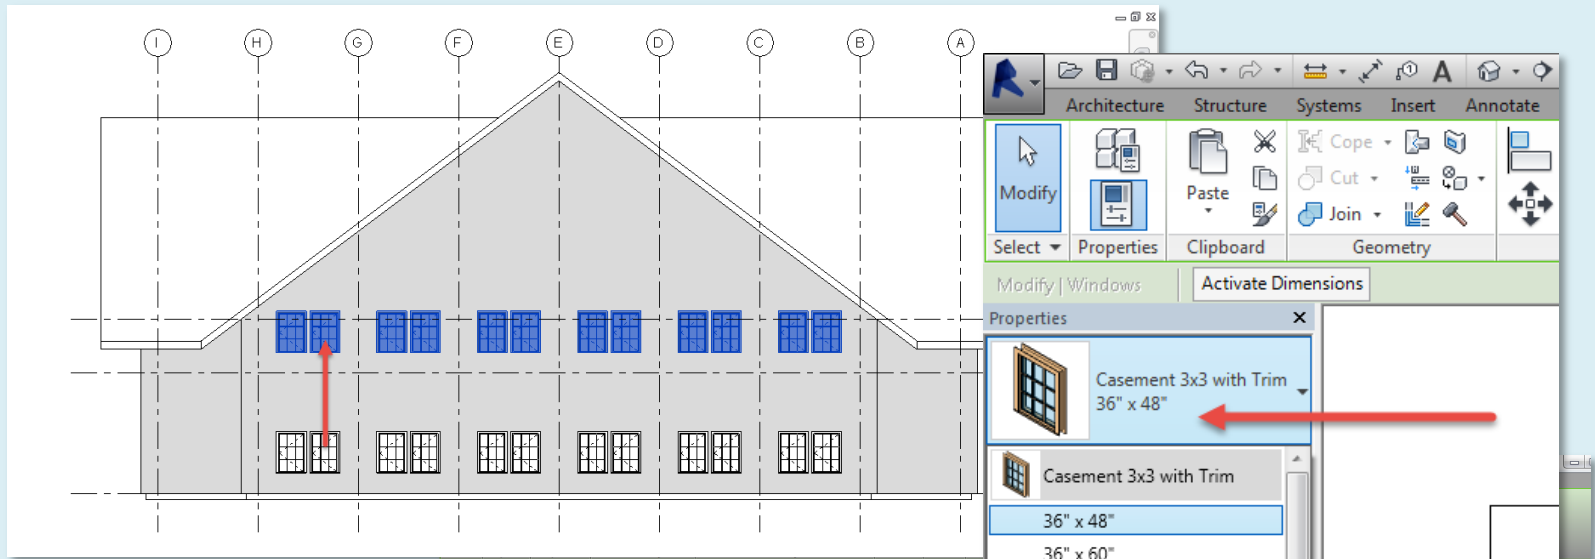 I H G F E D C B A
Architecture Structure Systems Insert Annotate
Modify
Paste
Cope
Cut
Join
Select Properties Clipboard Geometry
Modify | Windows Activate Dimensions
Properties
Casement 3x3 with Trim
36" x 48"
Casement 3x3 with Trim
36" x 48"
36" x 60"